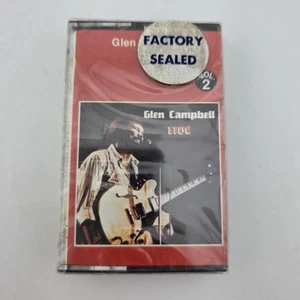 Glen
FACTORY
SEALED
VOL.
2
Glen Campbell
live